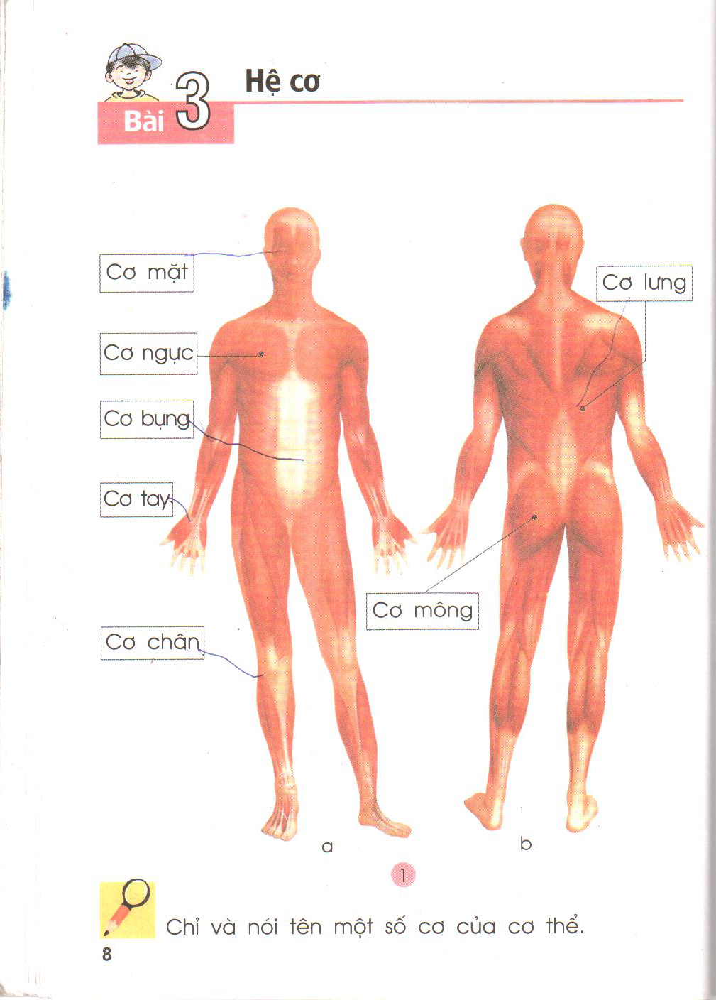 Bài 3
Hệ cơ
Cơ mặt
Cơ ngực
Cơ bụng
Cơ tay
Cơ chân
Cơ lưng
Cơ mông
a
b
1
Chỉ và nói tên một số cơ của cơ thể.
8